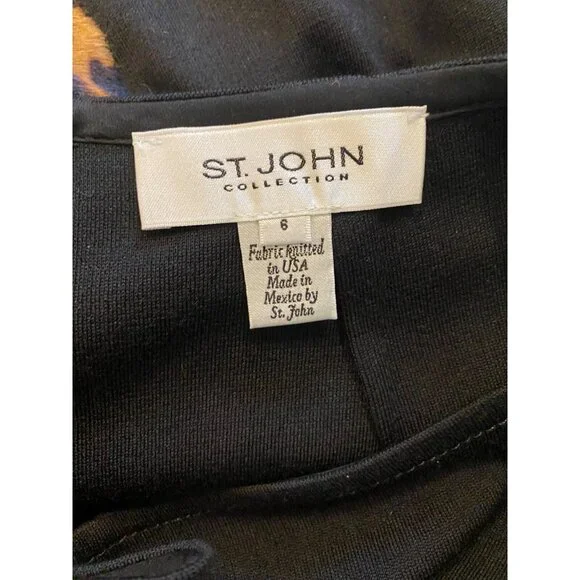 ST. JOHN
COLLECTION
6
Fabric knitted
in USA
Made in
Mexico by
St. John